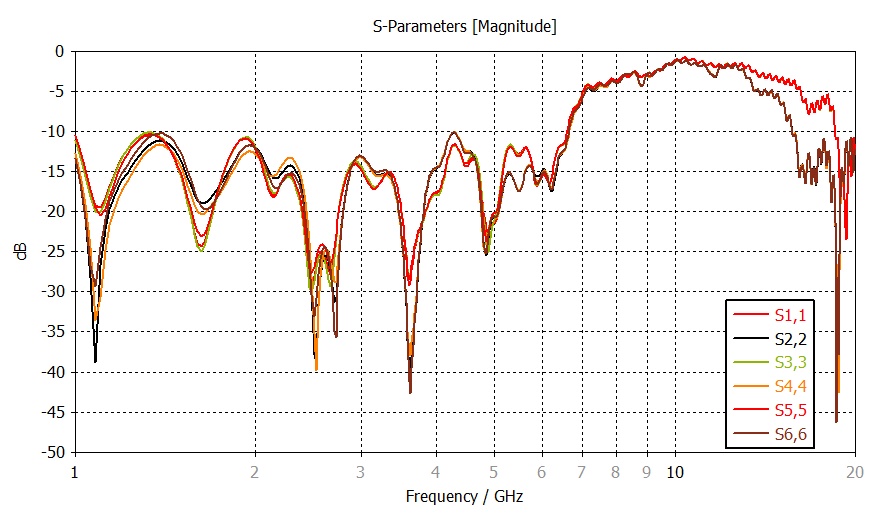 S-Parameters [Magnitude]
0
-5
-10
-15
-20
-25
-30
-35
-40
-45
-50
dB
S1,1
S2,2
S3,3
S4,4
S5,5
S6,6
1 2 3 4 5 6 7 8 9 10 20
Frequency / GHz